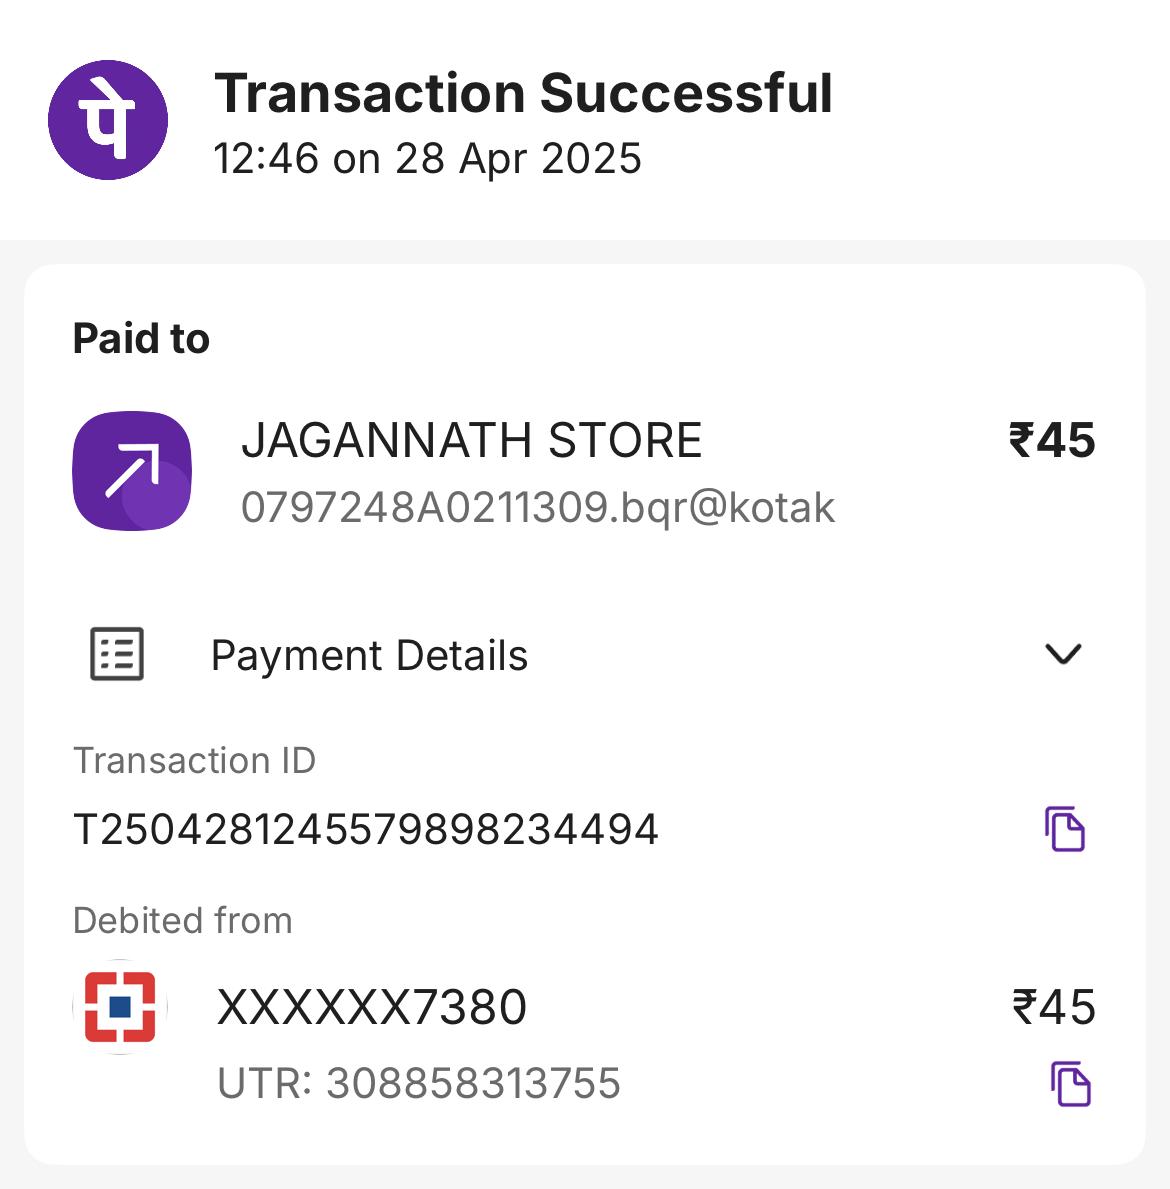 पे
Transaction Successful
12:46 on 28 Apr 2025
Paid to
JAGANNATH STORE
₹45
0797248A0211309.bqr@kotak
Payment Details
Transaction ID
T2504281245579898234494
Debited from
XXXXXX7380
₹45
UTR: 308858313755